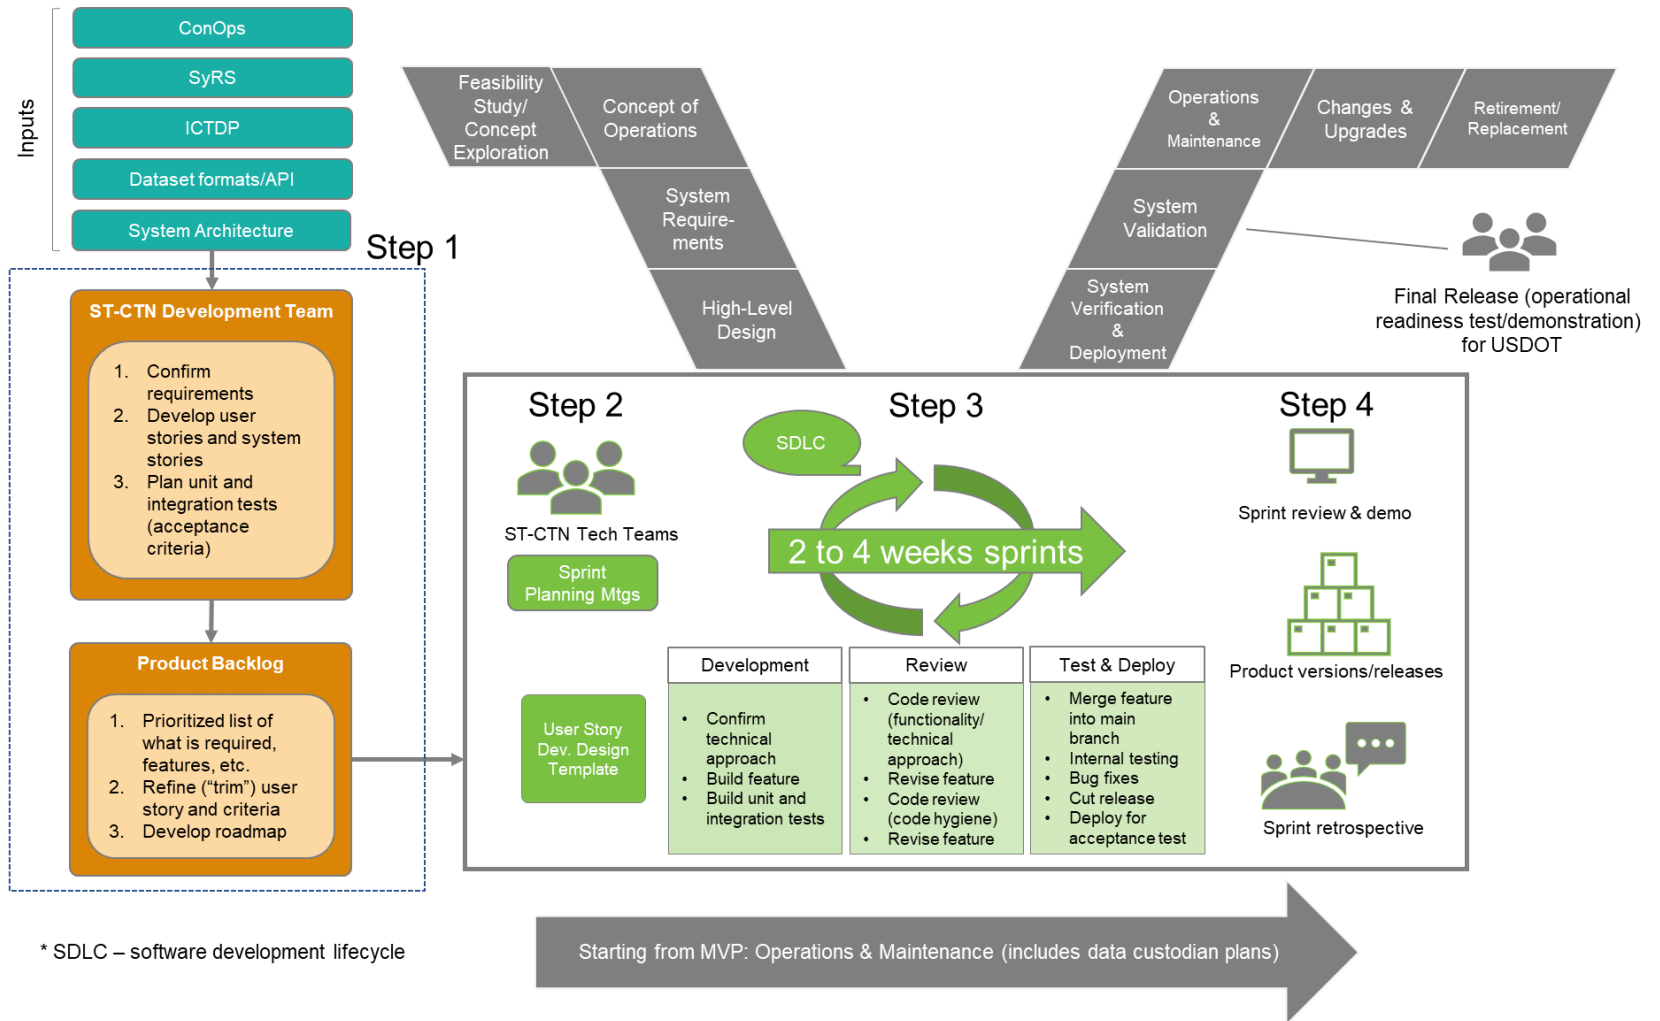 Inputs
ConOps
SyRS
ICTDP
Dataset formats/API
System Architecture
Step 1
ST-CTN Development Team
1. Confirm
requirements
2. Develop user
stories and system
stories
3. Plan unit and
integration tests
(acceptance
criteria)
Product Backlog
1. Prioritized list of
what is required,
features, etc.
2. Refine (“trim”) user
story and criteria
3. Develop roadmap
* SDLC – software development lifecycle
Feasibility
Study/
Concept
Exploration
Concept of
Operations
System
Require-
ments
High-Level
Design
Operations
&
Maintenance
Changes &
Upgrades
Retirement/
Replacement
System
Validation
System
Verification
&
Deployment
Final Release (operational
readiness test/demonstration)
for USDOT
Step 2
ST-CTN Tech Teams
Sprint
Planning Mtgs
User Story
Dev. Design
Template
Step 3
SDLC
2 to 4 weeks sprints
Development
• Confirm
technical
approach
• Build feature
• Build unit and
integration tests
Review
• Code review
(functionality/
technical
approach)
• Revise feature
• Code review
(code hygiene)
• Revise feature
Test & Deploy
• Merge feature
into main
branch
• Internal testing
• Bug fixes
• Cut release
• Deploy for
acceptance test
Step 4
Sprint review & demo
Product versions/releases
Sprint retrospective
Starting from MVP: Operations & Maintenance (includes data custodian plans)